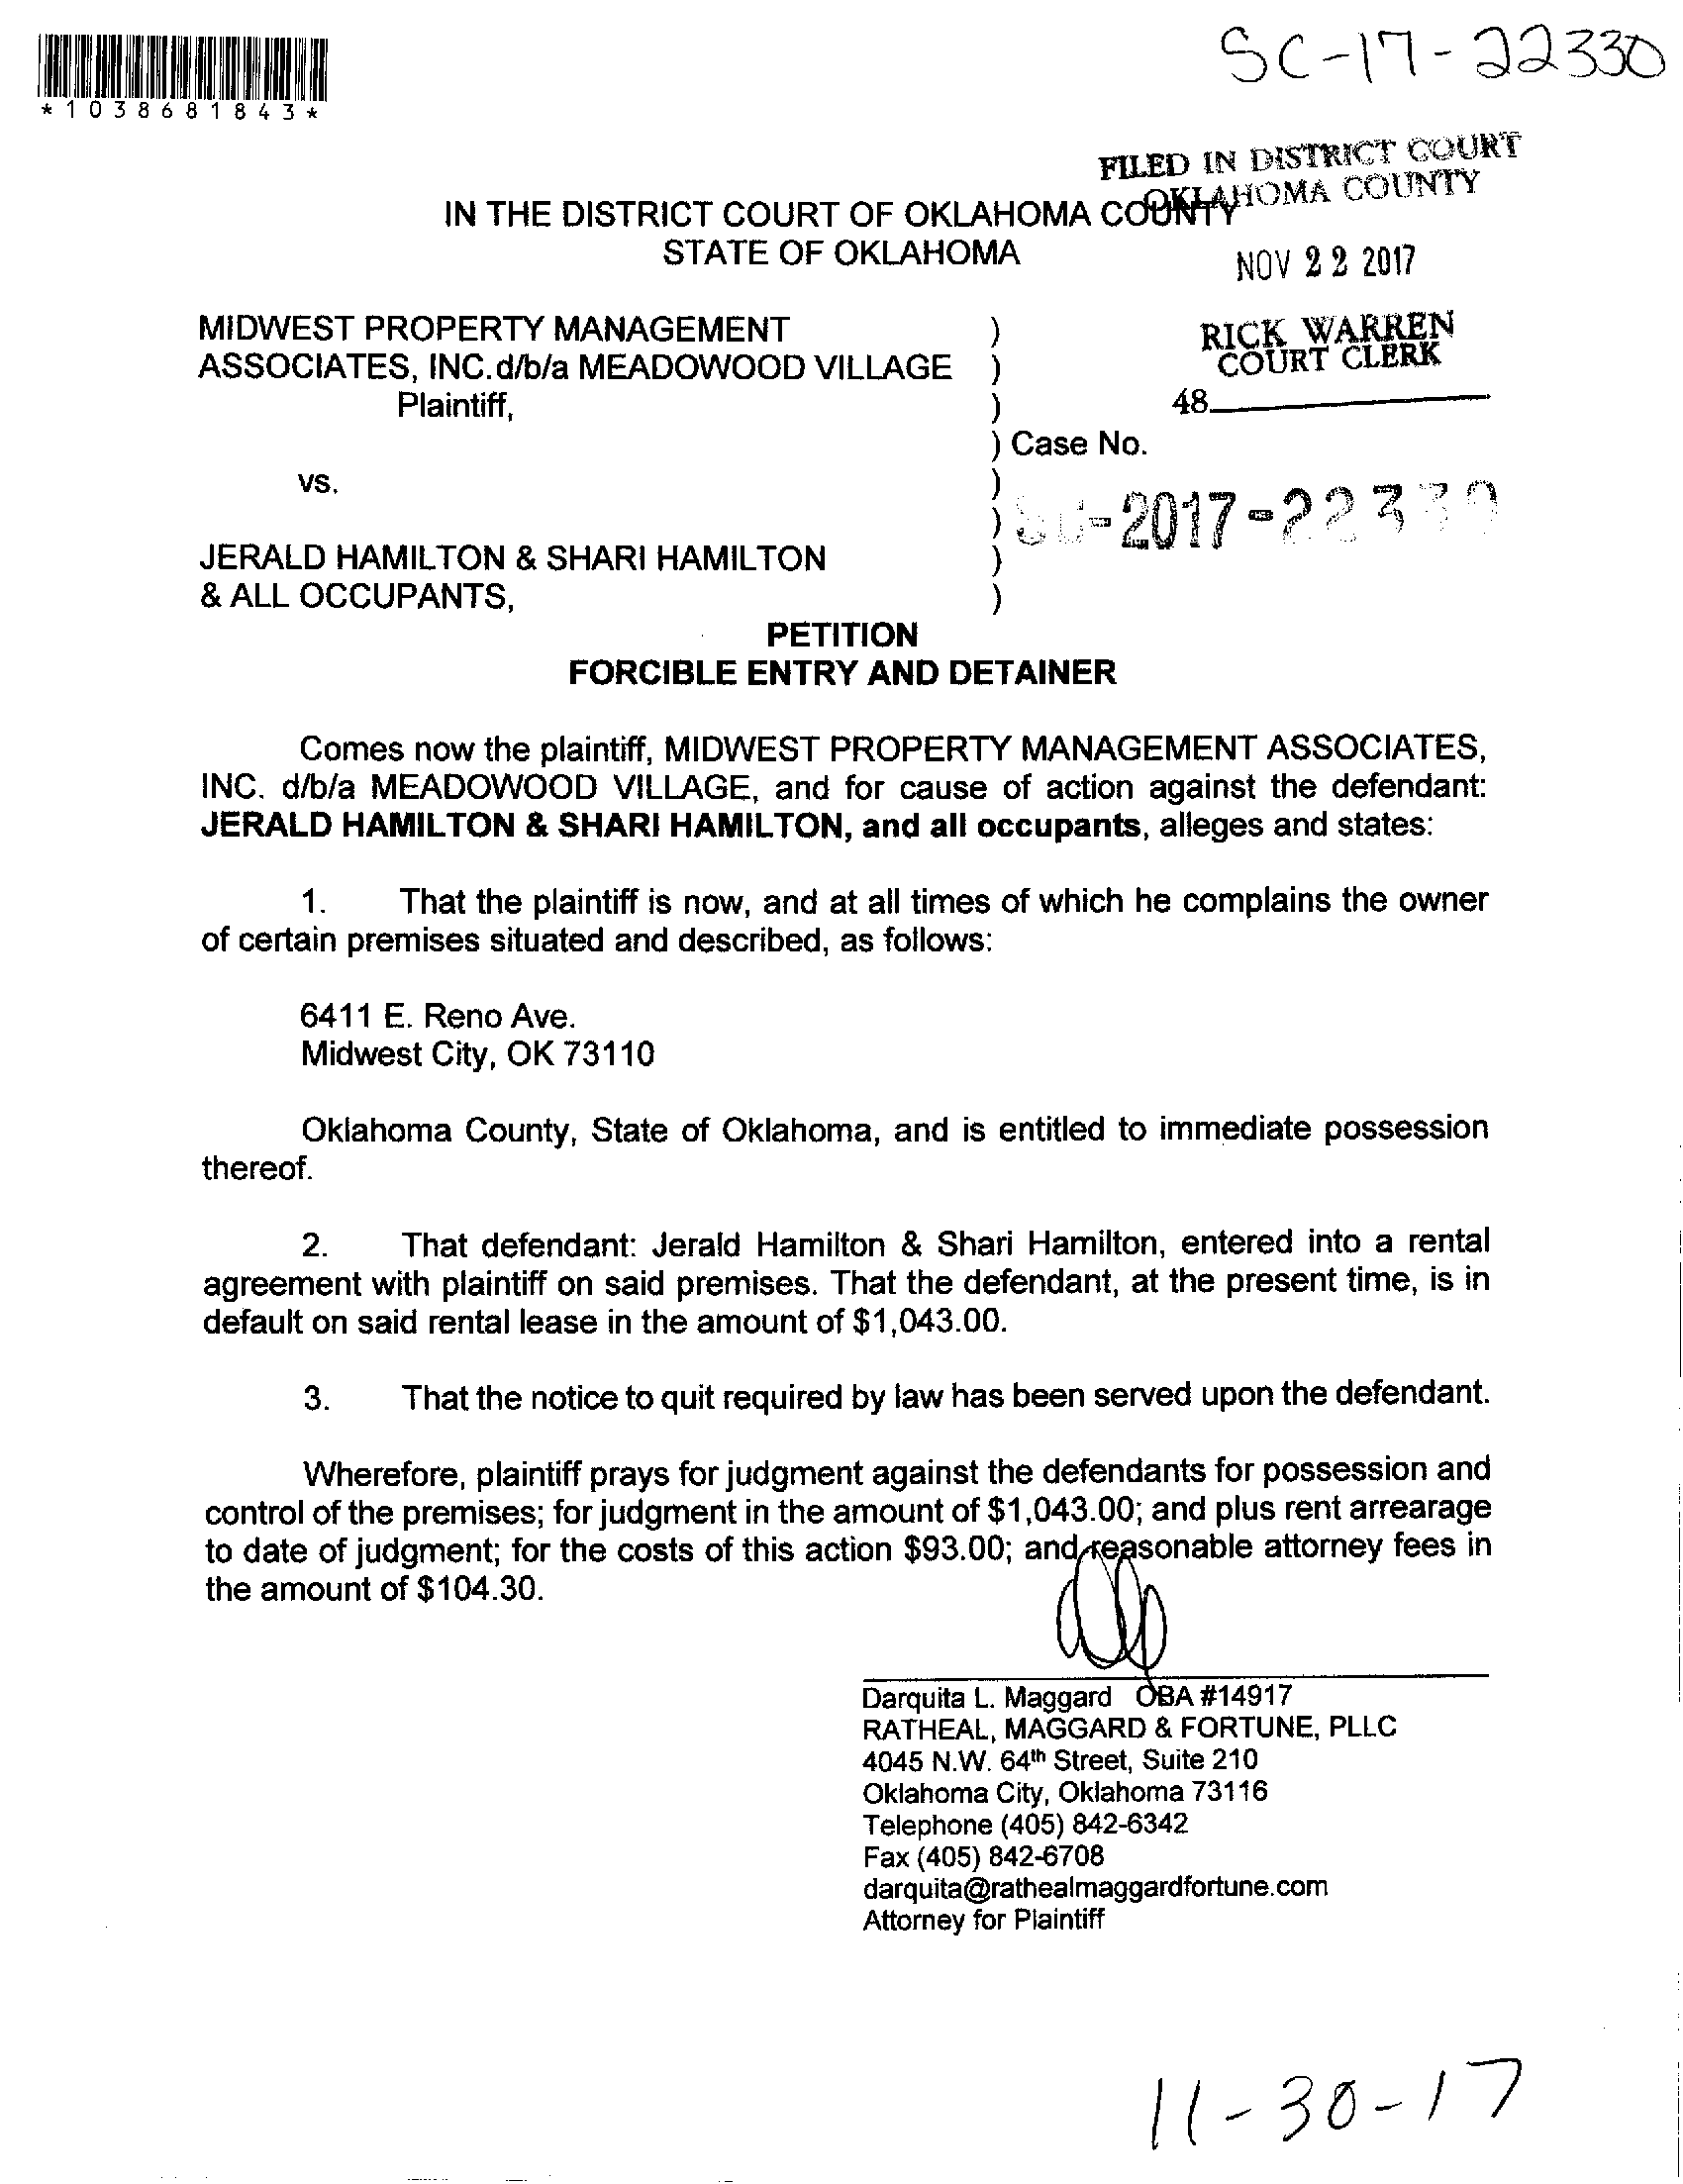 SC-17-22330
*1038681843*
FILED IN DISTRICT COURT
OKLAHOMA COUNTY
IN THE DISTRICT COURT OF OKLAHOMA COUNTY
STATE OF OKLAHOMA
NOV 22 2017
MIDWEST PROPERTY MANAGEMENT )
RICK WARREN
ASSOCIATES, INC.d/b/a MEADOWOOD VILLAGE )
COURT CLERK
Plaintiff, )
48
) Case No.
vs. )
) SC-2017-22330
JERALD HAMILTON & SHARI HAMILTON )
& ALL OCCUPANTS, )
PETITION
FORCIBLE ENTRY AND DETAINER
Comes now the plaintiff, MIDWEST PROPERTY MANAGEMENT ASSOCIATES,
INC. d/b/a MEADOWOOD VILLAGE, and for cause of action against the defendant:
JERALD HAMILTON & SHARI HAMILTON, and all occupants, alleges and states:
1. That the plaintiff is now, and at all times of which he complains the owner
of certain premises situated and described, as follows:
6411 E. Reno Ave.
Midwest City, OK 73110
Oklahoma County, State of Oklahoma, and is entitled to immediate possession
thereof.
2. That defendant: Jerald Hamilton & Shari Hamilton, entered into a rental
agreement with plaintiff on said premises. That the defendant, at the present time, is in
default on said rental lease in the amount of $1,043.00.
3. That the notice to quit required by law has been served upon the defendant.
Wherefore, plaintiff prays for judgment against the defendants for possession and
control of the premises; for judgment in the amount of $1,043.00; and plus rent arrearage
to date of judgment; for the costs of this action $93.00; and reasonable attorney fees in
the amount of $104.30.
Darquita L. Maggard OBA #14917
RATHEAL, MAGGARD & FORTUNE, PLLC
4045 N.W. 64th Street, Suite 210
Oklahoma City, Oklahoma 73116
Telephone (405) 842-6342
Fax (405) 842-6708
darquita@rathealmaggardfortune.com
Attorney for Plaintiff
11-30-17